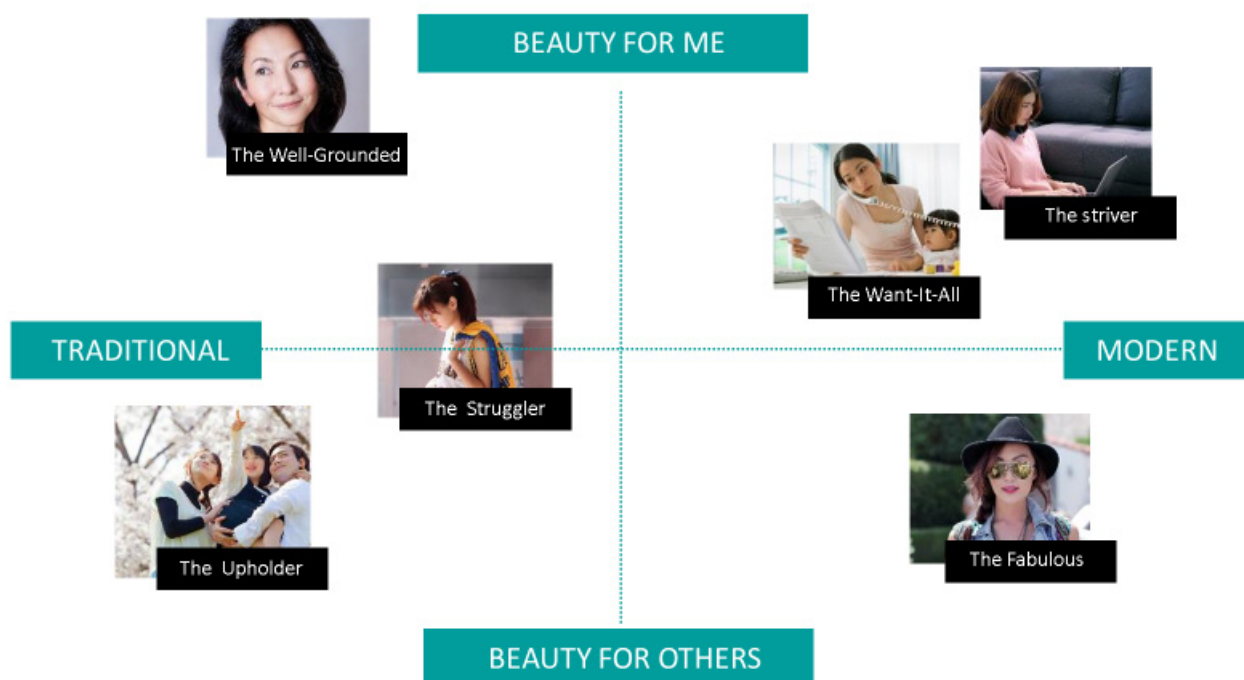 BEAUTY FOR ME
The Well-Grounded
The striver
The Want-It-All
TRADITIONAL
MODERN
The Struggler
The Upholder
The Fabulous
BEAUTY FOR OTHERS